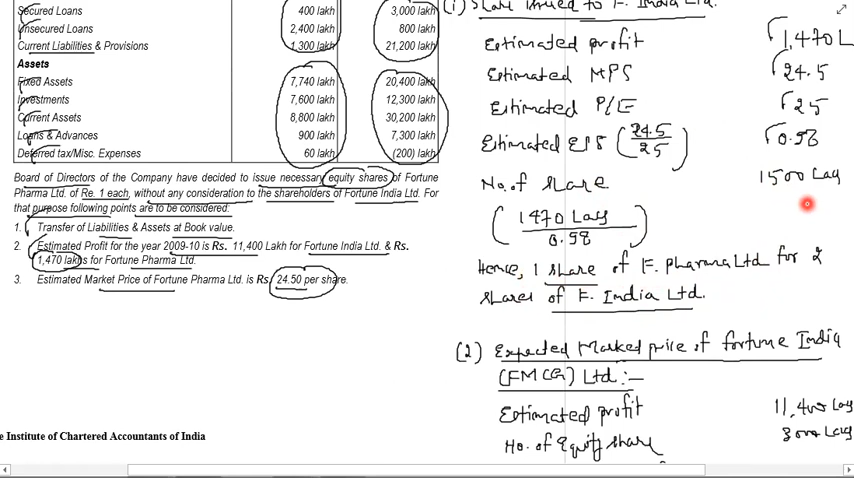 Secured Loans 400 lakh 3,000 lakh
Unsecured Loans 2,400 lakh 800 lakh
Current Liabilities & Provisions 1,300 lakh 21,200 lakh
Assets
Fixed Assets 7,740 lakh 20,400 lakh
Investments 7,600 lakh 12,300 lakh
Current Assets 8,800 lakh 30,200 lakh
Loans & Advances 900 lakh 7,300 lakh
Deferred tax/Misc. Expenses 60 lakh (200) lakh
Board of Directors of the Company have decided to issue necessary equity shares of Fortune
Pharma Ltd. of Re. 1 each, without any consideration to the shareholders of Fortune India Ltd. For
that purpose following points are to be considered:
1. Transfer of Liabilities & Assets at Book value.
2. Estimated Profit for the year 2009-10 is Rs. 11,400 Lakh for Fortune India Ltd. & Rs.
1,470 lakhs for Fortune Pharma Ltd.
3. Estimated Market Price of Fortune Pharma Ltd. is Rs. 24.50 per share.
e Institute of Chartered Accountants of India
(1) Share issued to F. India Ltd.
Estimated profit 1,470 L
Estimated MPS 24.5
Estimated P/E 25
Estimated EPS (24.5/25) 0.98
No. of share 1500 Lakh
(1470 Lakh/0.98)
Hence, 1 share of F. Pharma Ltd for 2
shares of F. India Ltd.
(2) Expected Market price of fortune India
(FMCG) Ltd:-
Estimated profit 11,400 Lakh
No. of Equity share 3000 Lakh